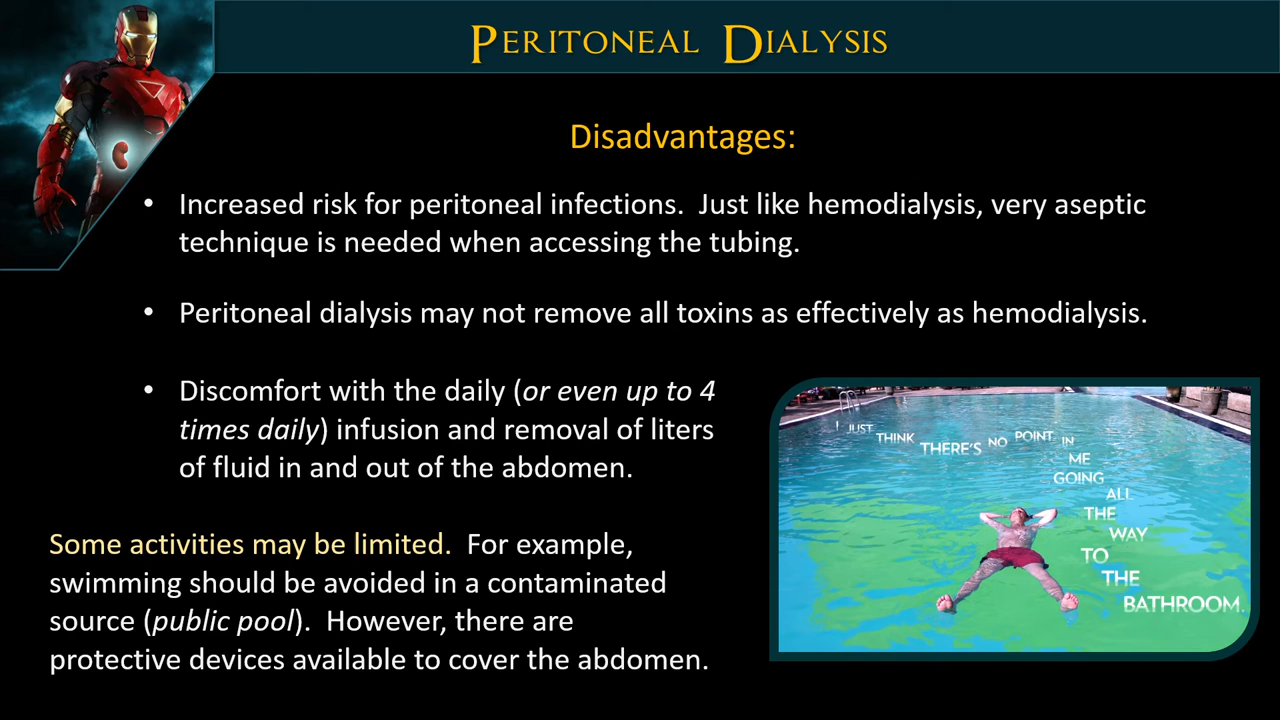 Peritoneal Dialysis
Disadvantages:
• Increased risk for peritoneal infections.  Just like hemodialysis, very aseptic
technique is needed when accessing the tubing.
• Peritoneal dialysis may not remove all toxins as effectively as hemodialysis.
• Discomfort with the daily (or even up to 4
times daily) infusion and removal of liters
of fluid in and out of the abdomen.
Some activities may be limited.  For example,
swimming should be avoided in a contaminated
source (public pool).  However, there are
protective devices available to cover the abdomen.
I JUST THINK THERE'S NO POINT IN
ME
GOING
ALL
THE
WAY
TO
THE
BATHROOM.